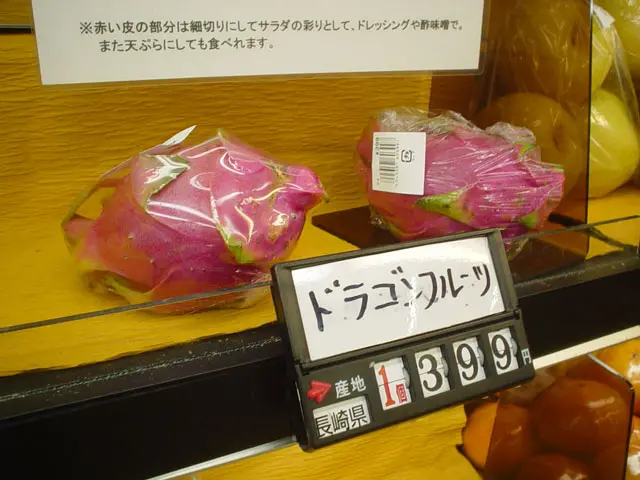 ※赤い皮の部分は細切りにしてサラダの彩りとして、ドレッシングや酢味噌で。
また天ぷらにしても食べれます。
ドラゴンフルーツ
産地 1個 399円
長崎県